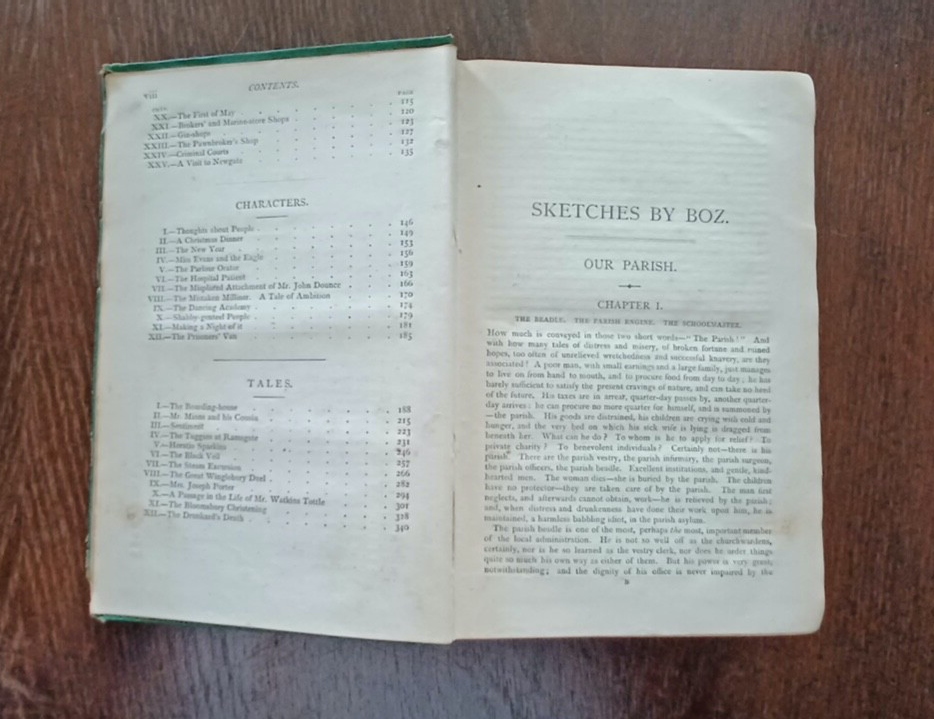 viii
CONTENTS.
PAGE
XX.—The First of May . . . . . . 115
XXI.—Brokers' and Marine-store Shops . . . . . . 120
XXII.—Gin-shops . . . . . . 123
XXIII.—The Pawnbroker's Shop . . . . . . 127
XXIV.—Criminal Courts . . . . . . 132
XXV.—A Visit to Newgate . . . . . . 135
CHARACTERS.
I.—Thoughts about People . . . . . . 146
II.—A Christmas Dinner . . . . . . 149
III.—The New Year . . . . . . 153
IV.—Miss Evans and the Eagle . . . . . . 156
V.—The Parlour Orator . . . . . . 159
VI.—The Hospital Patient . . . . . . 163
VII.—The Misplaced Attachment of Mr. John Dounce . . . . 166
VIII.—The Mistaken Milliner. A Tale of Ambition . . . . 170
IX.—The Dancing Academy . . . . . . 174
X.—Shabby-genteel People . . . . . . 179
XI.—Making a Night of it . . . . . . 181
XII.—The Prisoners' Van . . . . . . 185
TALES.
I.—The Boarding-house . . . . . . 188
II.—Mr. Minns and his Cousin . . . . . . 215
III.—Sentiment . . . . . . 223
IV.—The Tuggses at Ramsgate . . . . . . 231
V.—Horatio Sparkins . . . . . . 246
VI.—The Black Veil . . . . . . 257
VII.—The Steam Excursion . . . . . . 266
VIII.—The Great Winglebury Duel . . . . . . 282
IX.—Mrs. Joseph Porter . . . . . . 294
X.—A Passage in the Life of Mr. Watkins Tottle . . . . 301
XI.—The Bloomsbury Christening . . . . . . 328
XII.—The Drunkard's Death . . . . . . 340
SKETCHES BY BOZ.
OUR PARISH.
CHAPTER I.
THE BEADLE. THE PARISH ENGINE. THE SCHOOLMASTER.
How much is conveyed in those two short words—"The Parish!" And
with how many tales of distress and misery, of broken fortune and ruined
hopes, too often of unrelieved wretchedness and successful knavery, are they
associated! A poor man, with small earnings and a large family, just manages
to live on from hand to mouth, and to procure food from day to day; he has
barely sufficient to satisfy the present cravings of nature, and can take no heed
of the future. His taxes are in arrear, quarter-day passes by, another quarter-
day arrives: he can procure no more quarter for himself, and is summoned by
—the parish. His goods are distrained, his children are crying with cold and
hunger, and the very bed on which his sick wife is lying is dragged from
beneath her. What can he do? To whom is he to apply for relief? To
private charity? To benevolent individuals? Certainly not—there is his
parish. There are the parish vestry, the parish infirmary, the parish surgeon,
the parish officers, the parish beadle. Excellent institutions, and gentle, kind-
hearted men. The woman dies—she is buried by the parish. The children
have no protector—they are taken care of by the parish. The man first
neglects, and afterwards cannot obtain, work—he is relieved by the parish;
and, when distress and drunkenness have done their work upon him, he is
maintained, a harmless babbling idiot, in the parish asylum.
The parish beadle is one of the most, perhaps the most, important member
of the local administration. He is not so well off as the churchwardens,
certainly, nor is he so learned as the vestry clerk, nor does he order things
quite so much his own way as either of them. But his power is very great,
notwithstanding; and the dignity of his office is never impaired by the
B